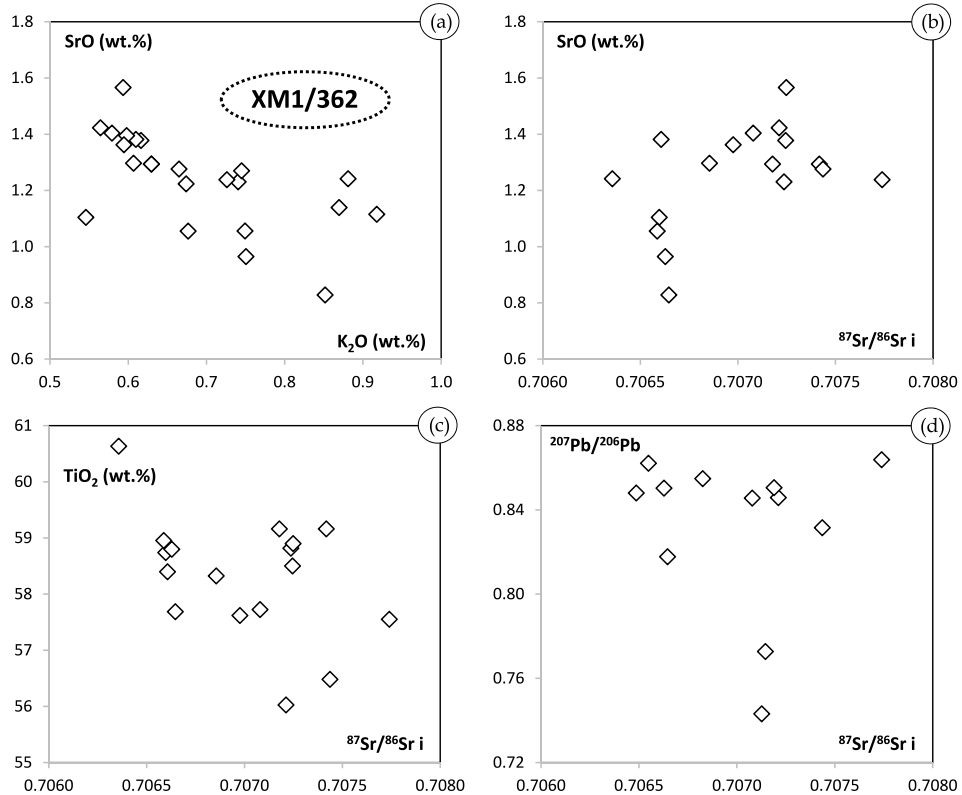 (a)
1.8
1.6
1.4
1.2
1.0
0.8
0.6
SrO (wt.%)
XM1/362
K₂O (wt.%)
0.5 0.6 0.7 0.8 0.9 1.0
(b)
1.8
1.6
1.4
1.2
1.0
0.8
0.6
SrO (wt.%)
⁸⁷Sr/⁸⁶Sr i
0.7060 0.7065 0.7070 0.7075 0.7080
(c)
61
60
59
58
57
56
55
TiO₂ (wt.%)
⁸⁷Sr/⁸⁶Sr i
0.7060 0.7065 0.7070 0.7075 0.7080
(d)
0.88
0.84
0.80
0.76
0.72
²⁰⁷Pb/²⁰⁶Pb
⁸⁷Sr/⁸⁶Sr i
0.7060 0.7065 0.7070 0.7075 0.7080